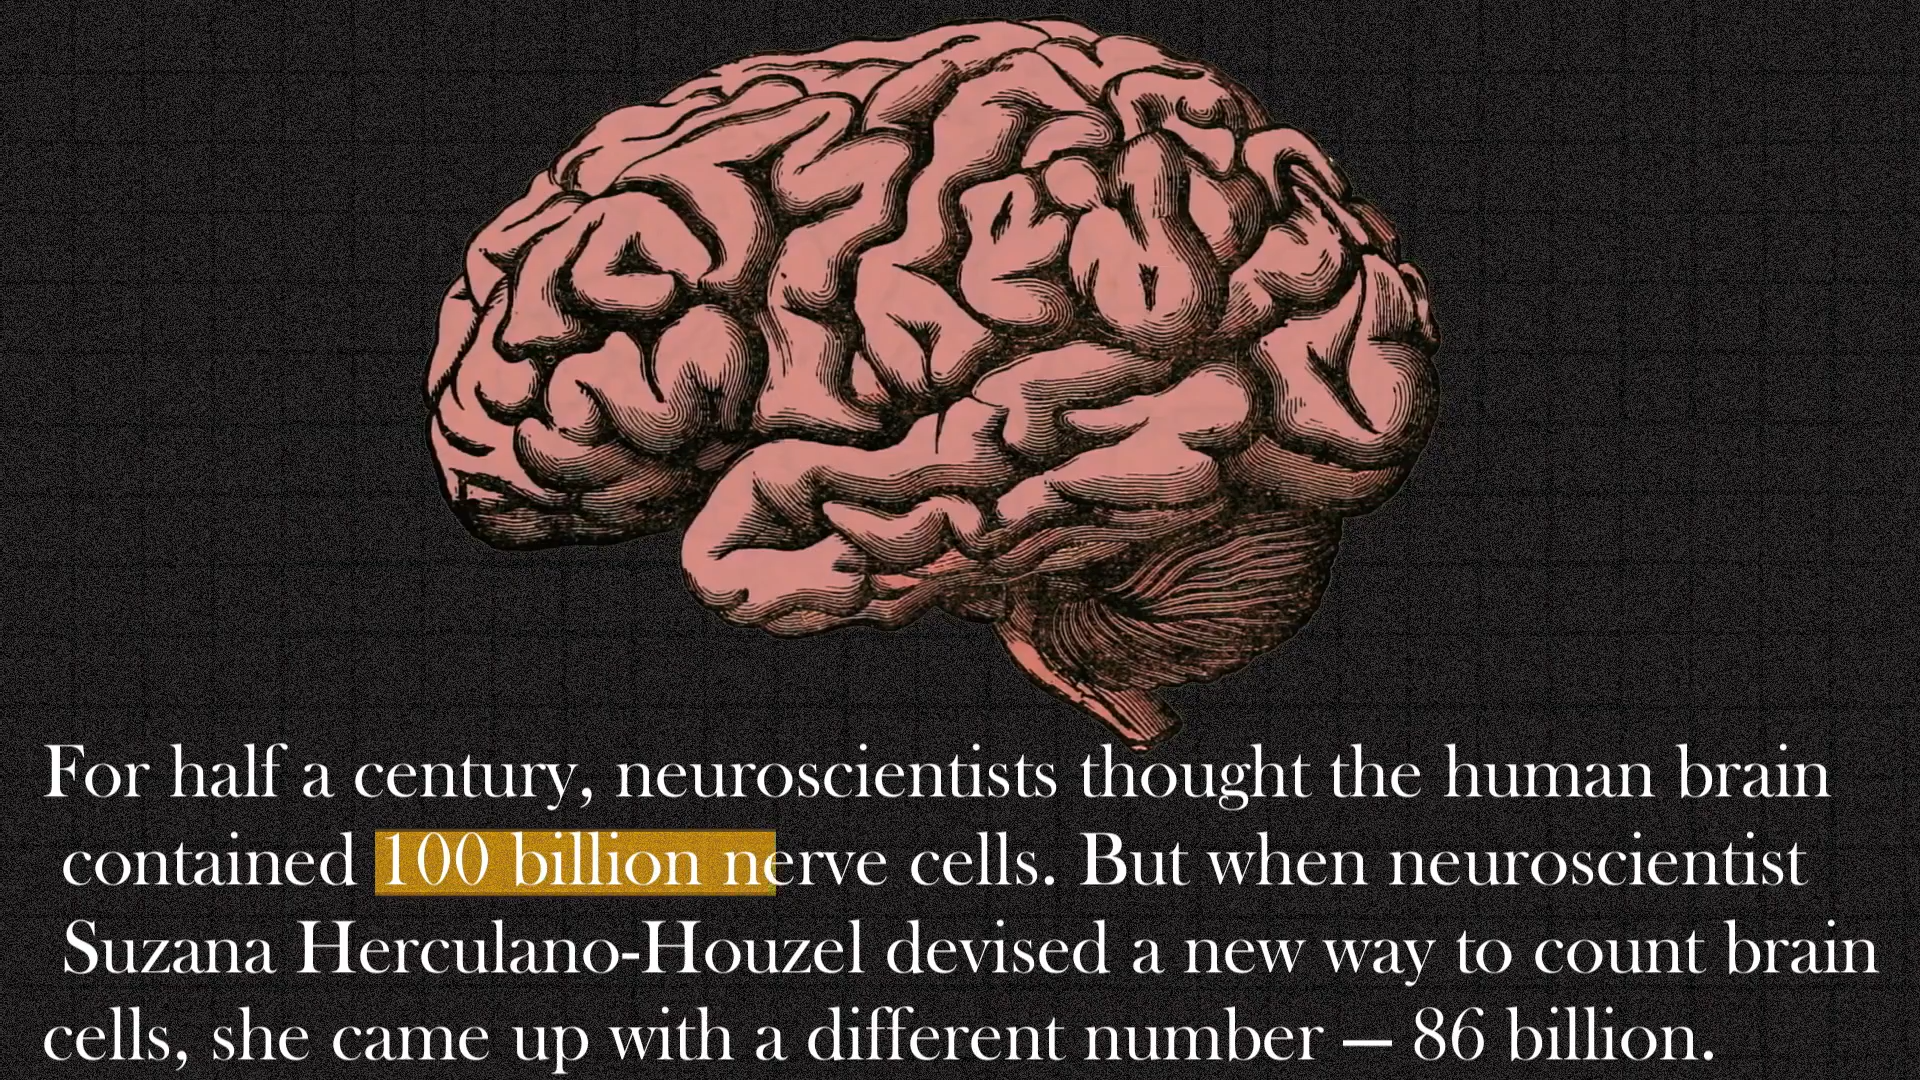 For half a century, neuroscientists thought the human brain
contained 100 billion nerve cells. But when neuroscientist
Suzana Herculano-Houzel devised a new way to count brain
cells, she came up with a different number — 86 billion.